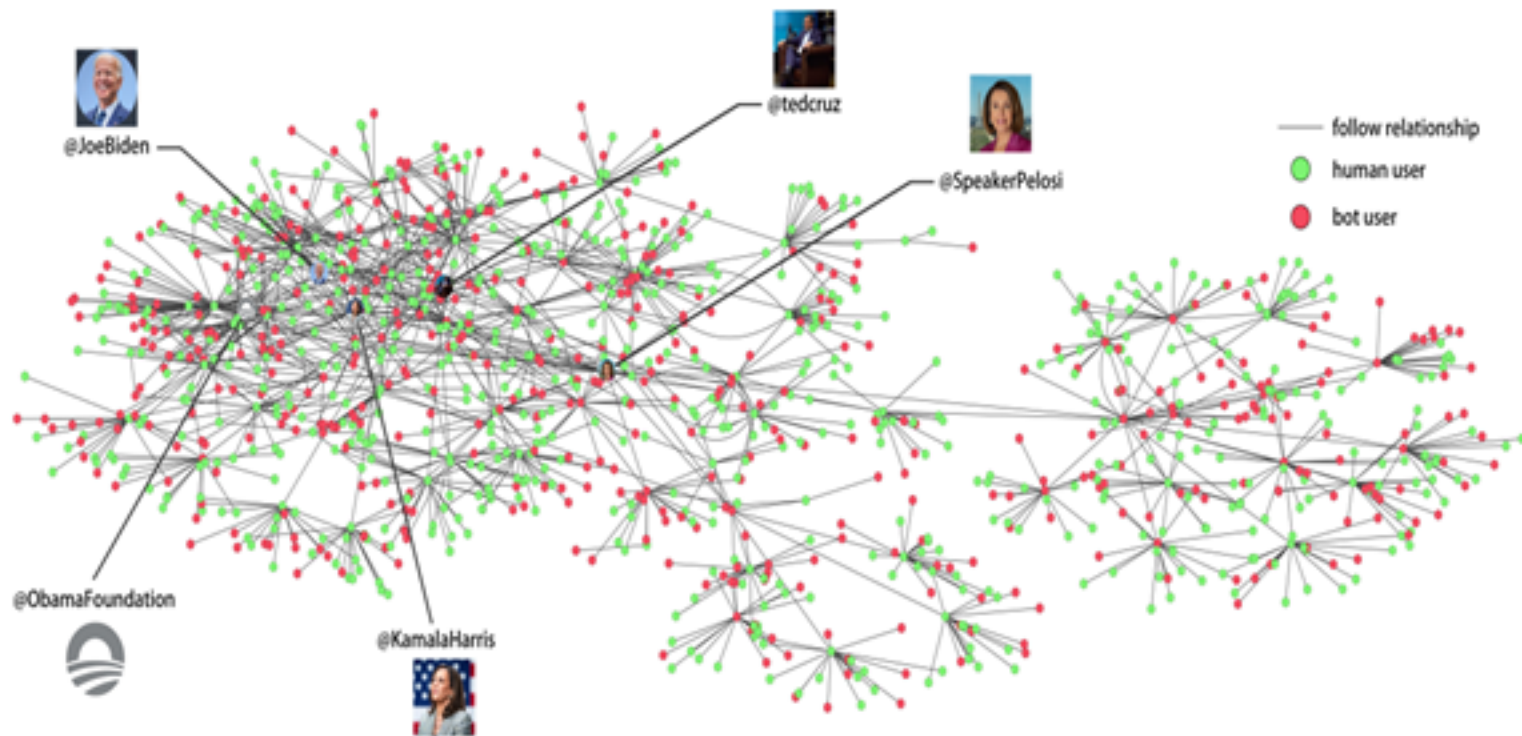 @JoeBiden
@tedcruz
@SpeakerPelosi
follow relationship
human user
bot user
@ObamaFoundation
@KamalaHarris